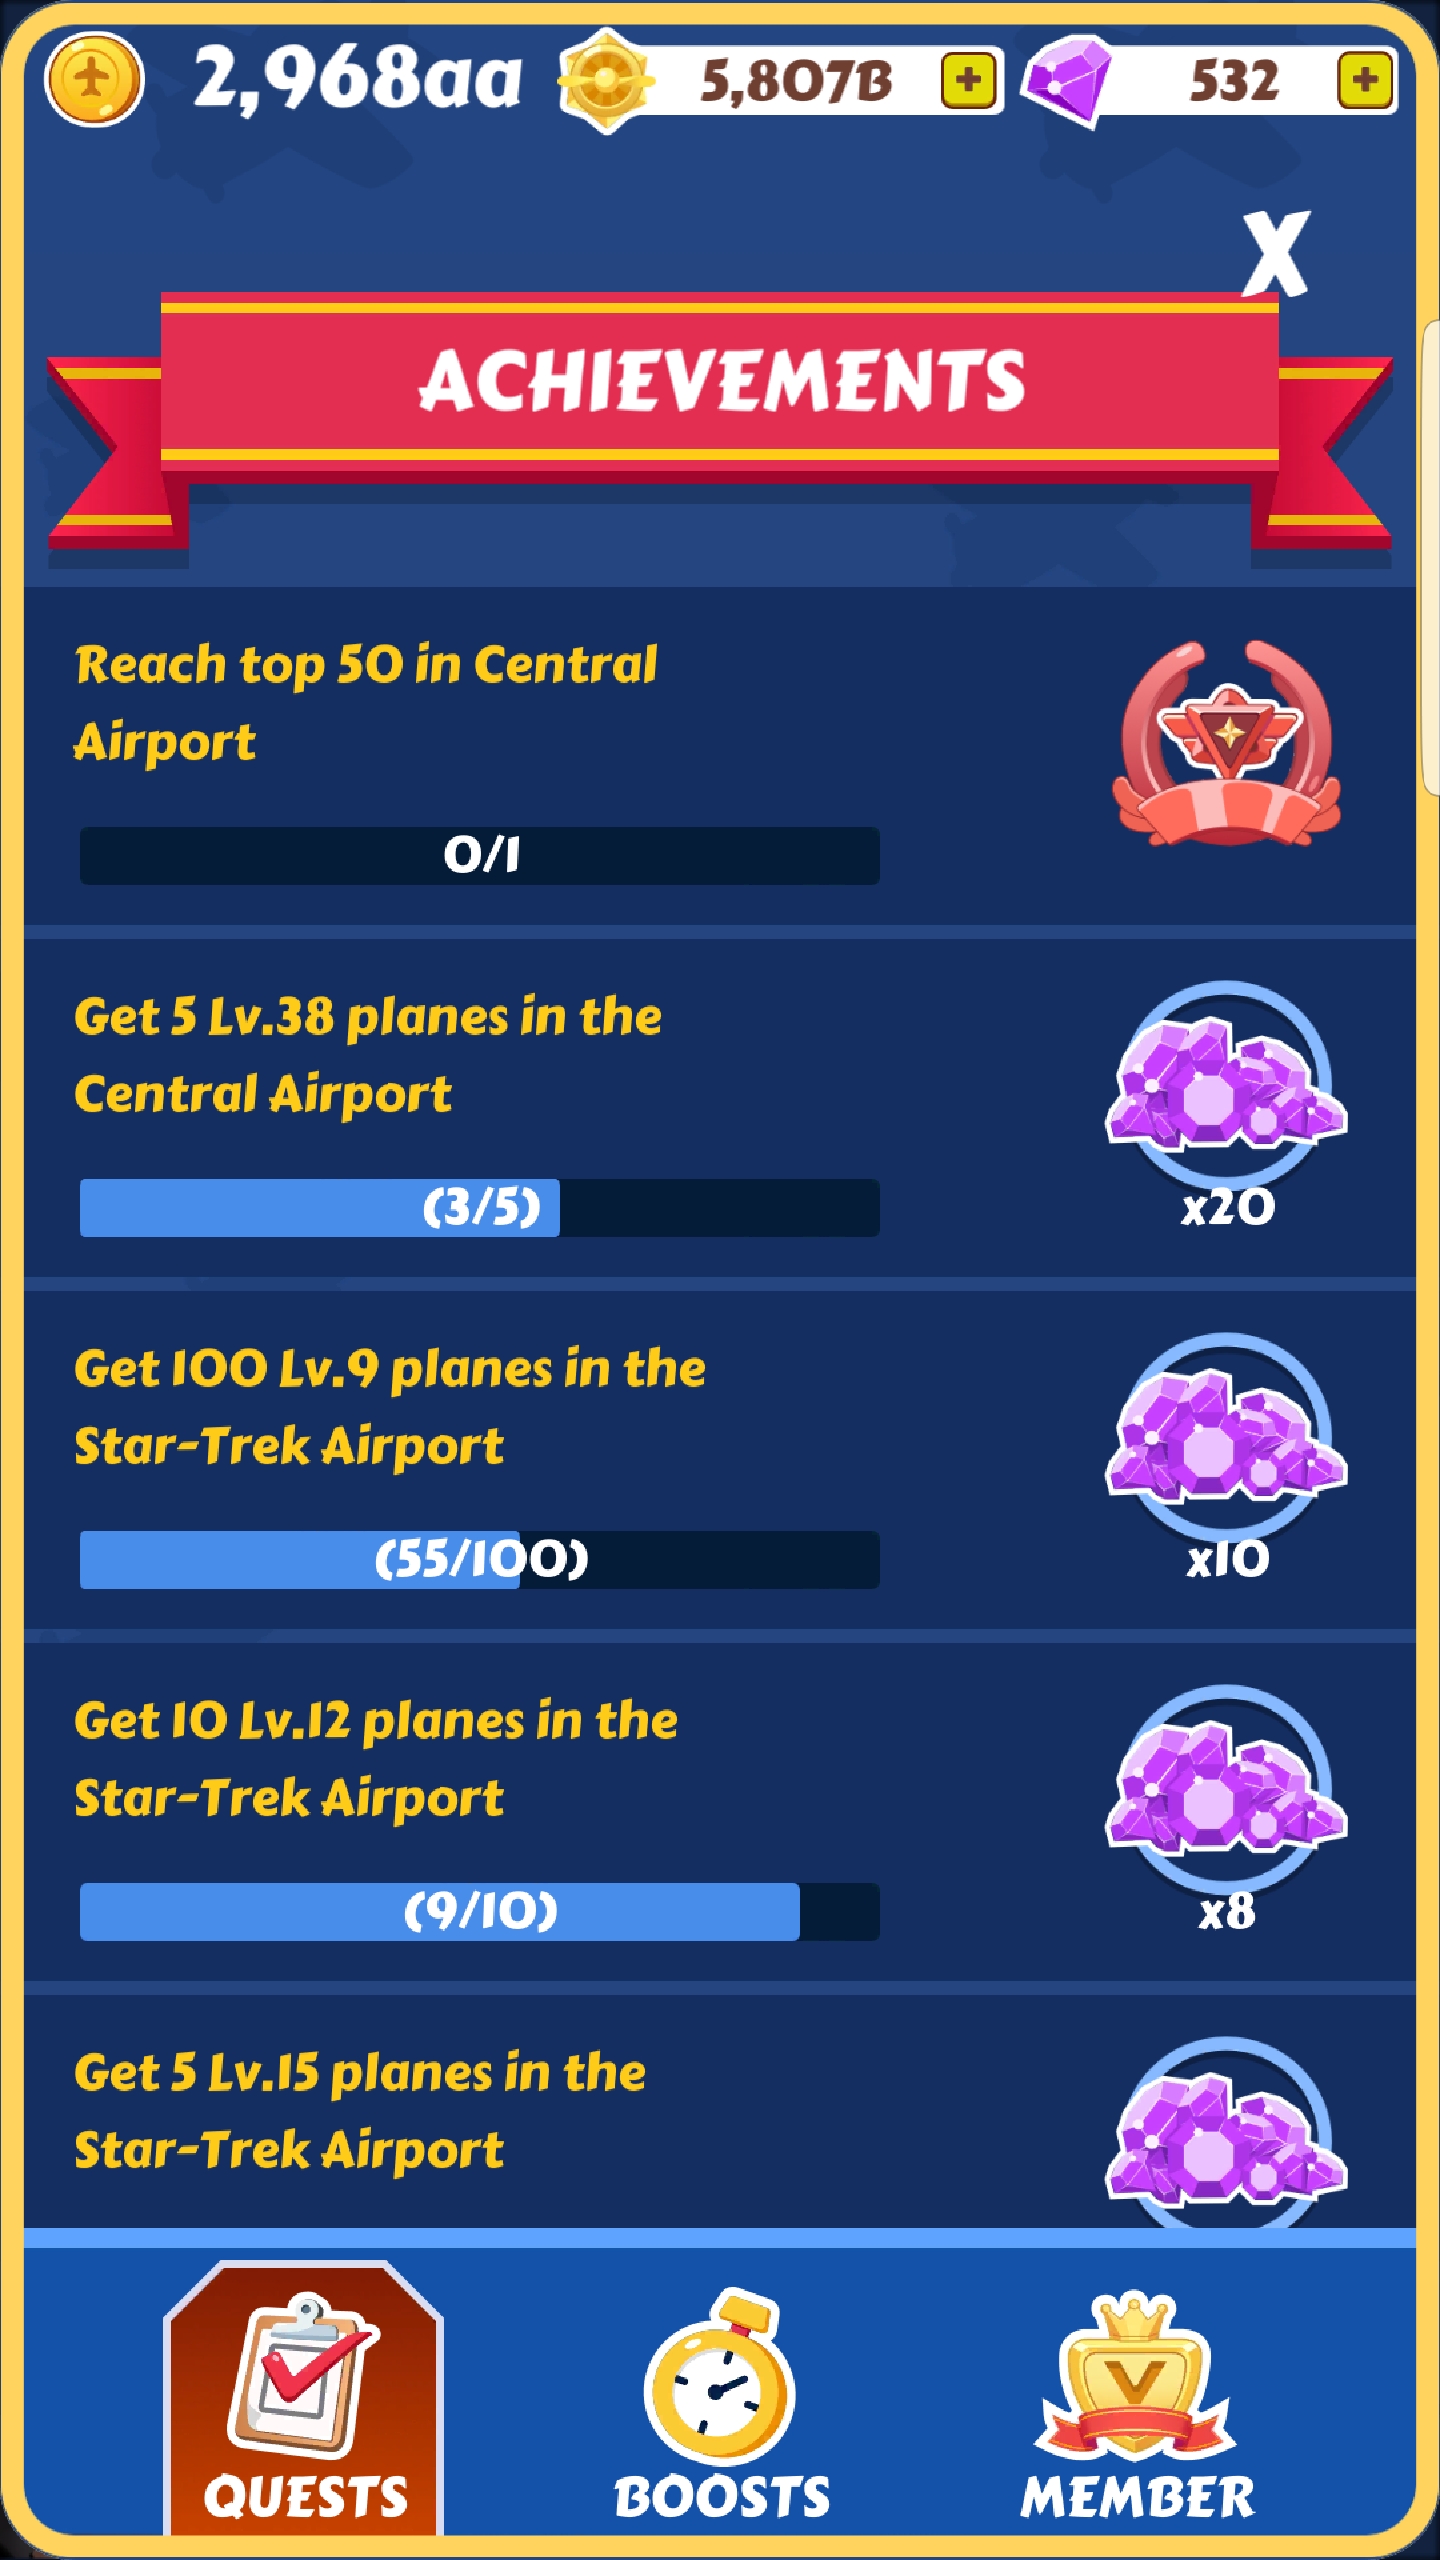 2,968aa 5,807B + 532 +
X
ACHIEVEMENTS
Reach top 50 in Central
Airport
0/1
Get 5 Lv.38 planes in the
Central Airport
(3/5)
x20
Get 100 Lv.9 planes in the
Star-Trek Airport
(55/100)
x10
Get 10 Lv.12 planes in the
Star-Trek Airport
(9/10)
x8
Get 5 Lv.15 planes in the
Star-Trek Airport
V
QUESTS BOOSTS MEMBER